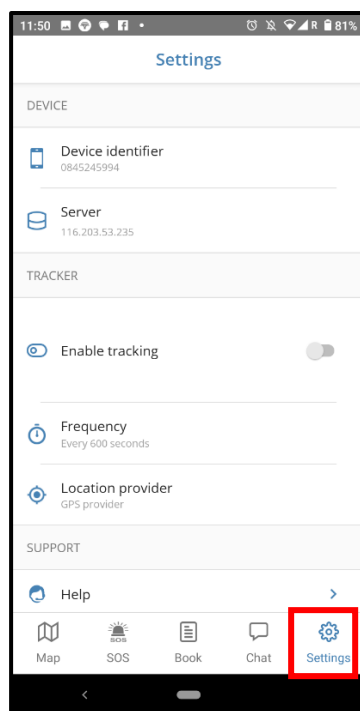 11:50
R 81%
Settings
DEVICE
Device identifier
0845245994
Server
116.203.53.235
TRACKER
Enable tracking
Frequency
Every 600 seconds
Location provider
GPS provider
SUPPORT
Help
SOS
Map SOS Book Chat Settings